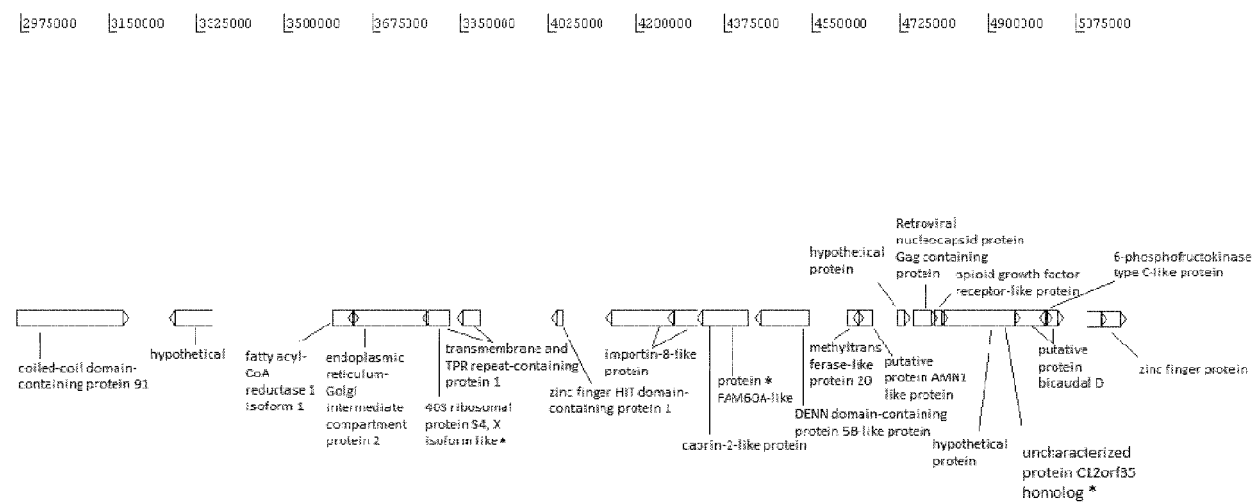 2975000 3150000 3325000 3500000 3675000 3850000 4025000 4200000 4375000 4550000 4725000 4900000 5075000
Retroviral
nucleocapsid protein
Gag containing
protein
hypothetical
protein
6-phosphofructokinase
type C-like protein
opioid growth factor
receptor-like protein
coiled-coil domain-
containing protein 91
hypothetical
fatty acyl-
CoA
reductase 1
isoform 1
endoplasmic
reticulum-
Golgi
intermediate
compartment
protein 2
transmembrane and
TPR repeat-containing
protein 1
40S ribosomal
protein S4, X
isoform like *
zinc finger HIT domain-
containing protein 1
importin-8-like
protein
caprin-2-like protein
protein *
FAM60A-like
DENN domain-containing
protein 5B-like protein
methyltrans
ferase-like
protein 20
putative
protein AMN1
like protein
hypothetical
protein
uncharacterized
protein C12orf35
homolog *
putative
protein
bicaudal D
zinc finger protein